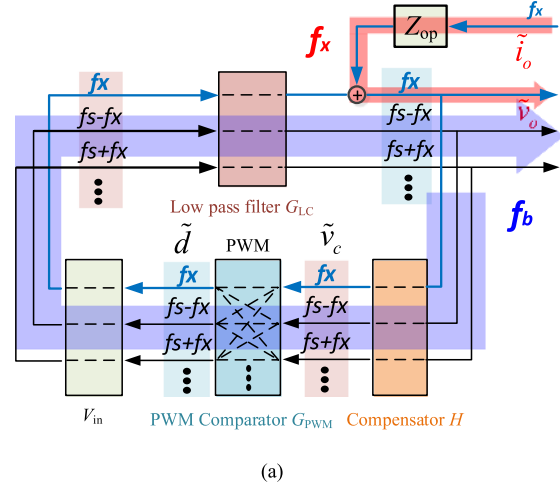 fx
Zop
fx
ĩo
fx
fx
fs-fx
fs+fx
fx
fs-fx
fs+fx
ṽo
Low pass filter GLC
fb
d̃
PWM
ṽc
fx
fs-fx
fs+fx
fx
fs-fx
fs+fx
Vin
PWM Comparator GPWM
Compensator H
(a)